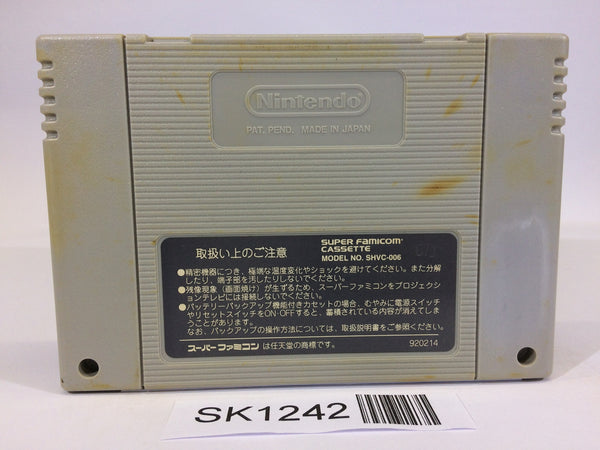 Nintendo
PAT. PEND. MADE IN JAPAN
取扱い上のご注意
SUPER FAMICOM
CASSETTE
MODEL NO. SHVC-006
●精密機器につき、極端な温度変化やショックを避けてください。また分解
したり、端子部を汚したりしないでください。
●残像現象(画面焼け)が生ずるため、スーパーファミコンをプロジェクシ
ョンテレビには接続しないでください。
●バッテリーバックアップ機能付きカセットの場合、むやみに電源スイッチ
やリセットスイッチをON・OFFすると、蓄積されている内容が消えてしま
うことがあります。
なお、バックアップの操作方法については、取扱説明書をご参照ください。
スーパーファミコン は任天堂の商標です。
920214
SK1242